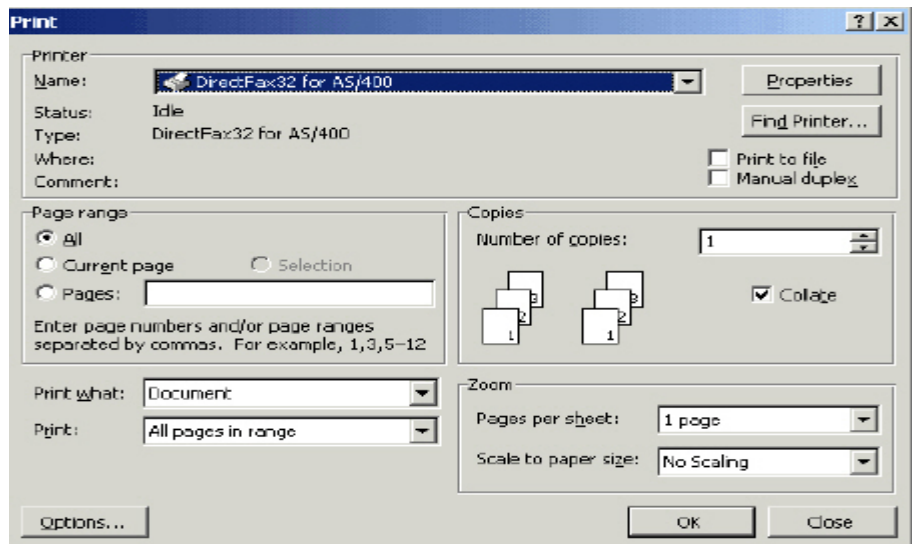 Print
Printer
Name: DirectFax32 for AS/400 Properties
Status: Idle
Type: DirectFax32 for AS/400 Find Printer...
Where: Print to file
Comment: Manual duplex
Page range
All
Current page Selection
Pages:
Enter page numbers and/or page ranges
separated by commas. For example, 1,3,5-12
Copies
Number of copies: 1
1 2 3 1 2 3
Collate
Print what: Document
Print: All pages in range
Zoom
Pages per sheet: 1 page
Scale to paper size: No Scaling
Options... OK Close